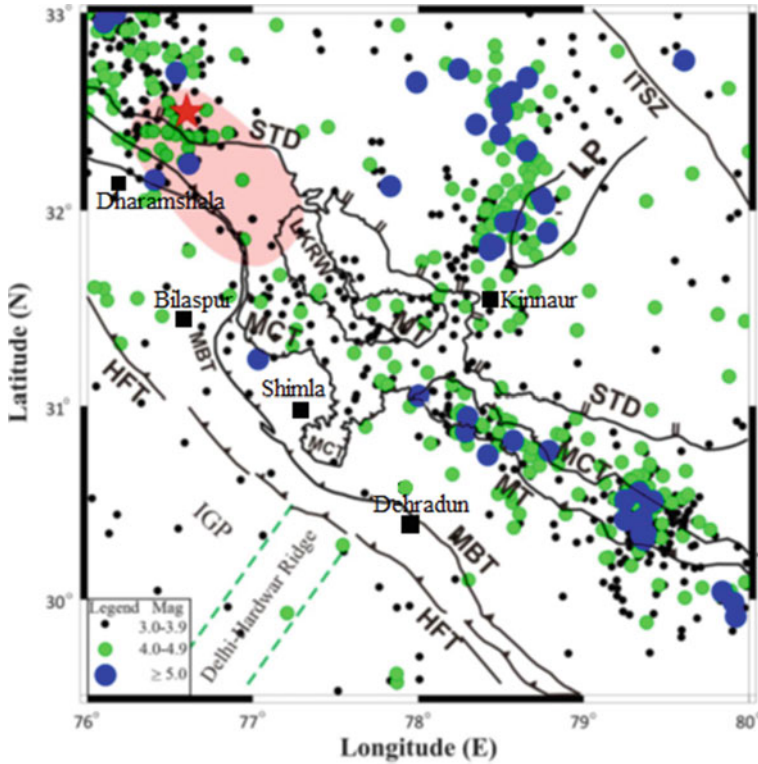 33°
32°
31°
30°
Latitude (N)
STD
ITSZ
LP
Dharamshala
LKRW
Bilaspur
MBT
MCT
MT
Kinnaur
HFT
Shimla
MCT
STD
MCT
MT
IGP
Dehradun
MBT
HFT
Delhi-Hardwar Ridge
Legend Mag
3.0-3.9
4.0-4.9
≥ 5.0
76° 77° 78° 79° 80°
Longitude (E)